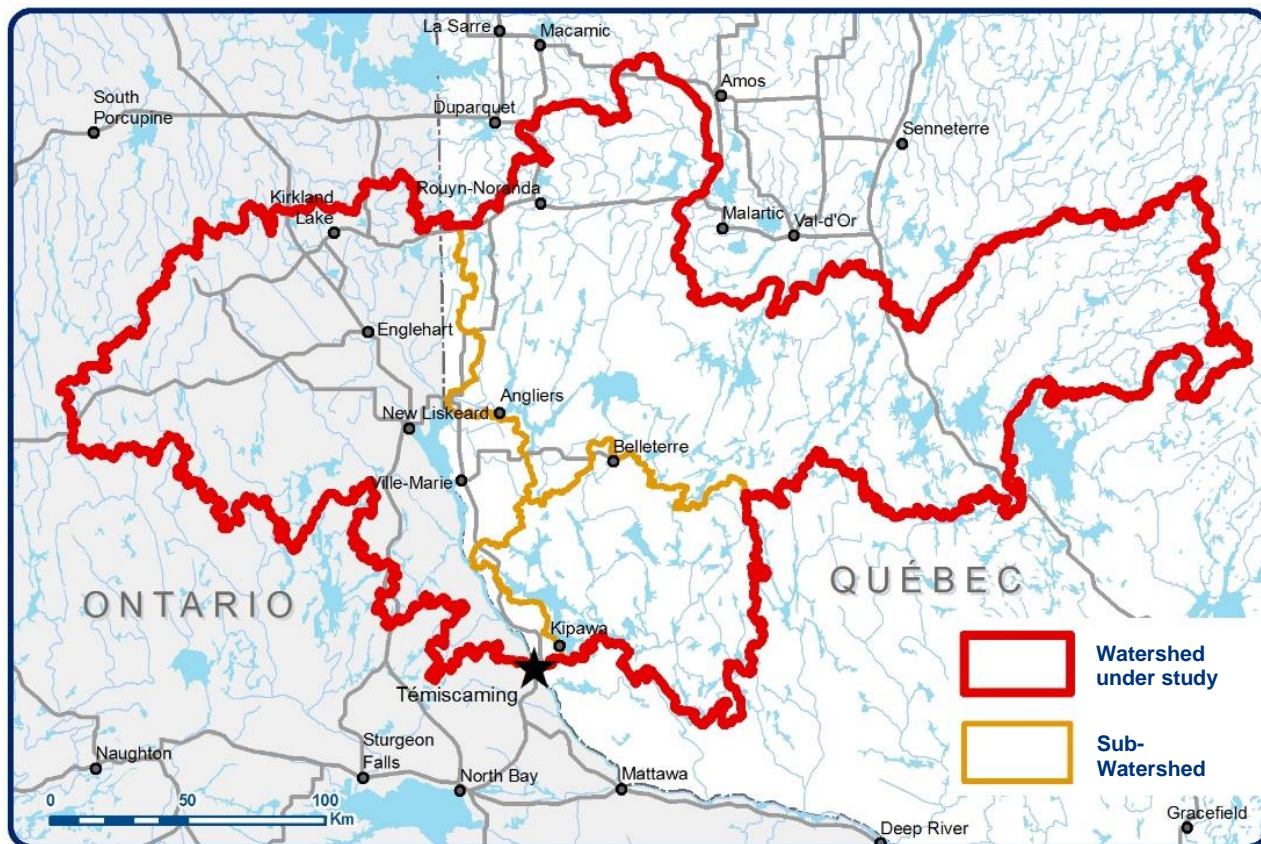 La Sarre
Macamic
South
Porcupine
Amos
Duparquet
Senneterre
Kirkland
Lake
Rouyn-Noranda
Malartic
Val-d'Or
Englehart
Angliers
New Liskeard
Belleterre
Ville-Marie
ONTARIO
QUÉBEC
Kipawa
Témiscaming
Watershed
under study
Sub-
Watershed
Naughton
Sturgeon
Falls
North Bay
Mattawa
0 50 100
Km
Deep River
Gracefield